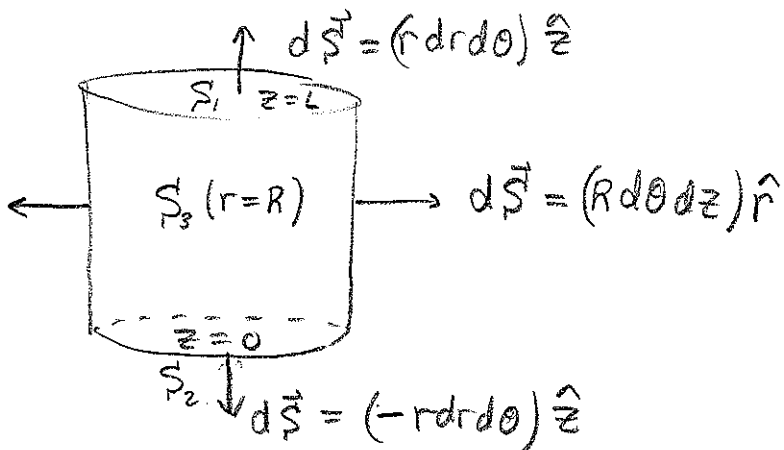 dS⃗ = (r dr dθ) ẑ
S₁ z = L
S₃ (r = R)
dS⃗ = (R dθ dz) r̂
z = 0
S₂
dS⃗ = (-r dr dθ) ẑ